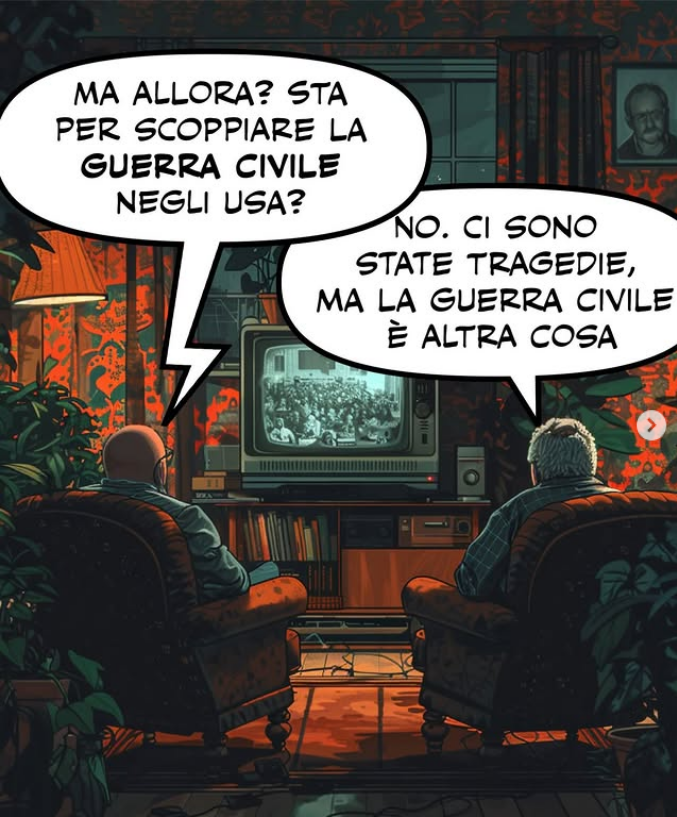 MA ALLORA? STA
PER SCOPPIARE LA
GUERRA CIVILE
NEGLI USA?
NO. CI SONO
STATE TRAGEDIE,
MA LA GUERRA CIVILE
È ALTRA COSA